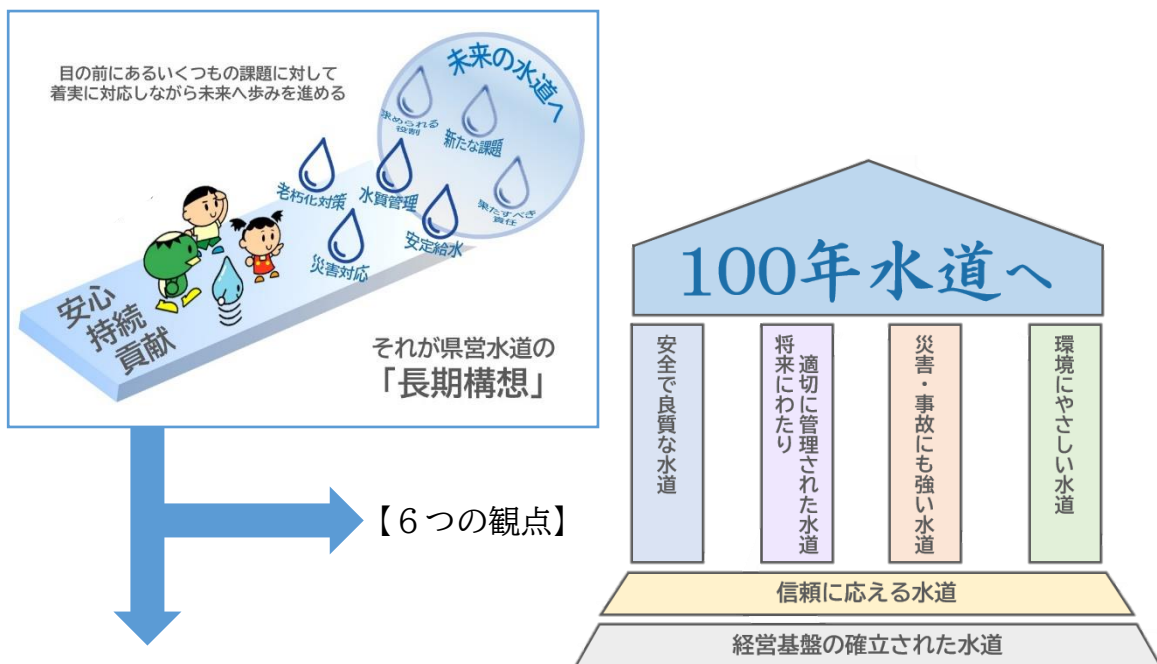 目の前にあるいくつもの課題に対して
着実に対応しながら未来へ歩みを進める
未来の水道へ
求められる
役割
新たな課題
老朽化対策
水質管理
果たすべき
責任
災害対応
安定給水
安心
持続
貢献
それが県営水道の
「長期構想」
【６つの観点】
100年水道へ
安全で良質な水道
将来にわたり
適切に管理された水道
災害・事故にも強い水道
環境にやさしい水道
信頼に応える水道
経営基盤の確立された水道